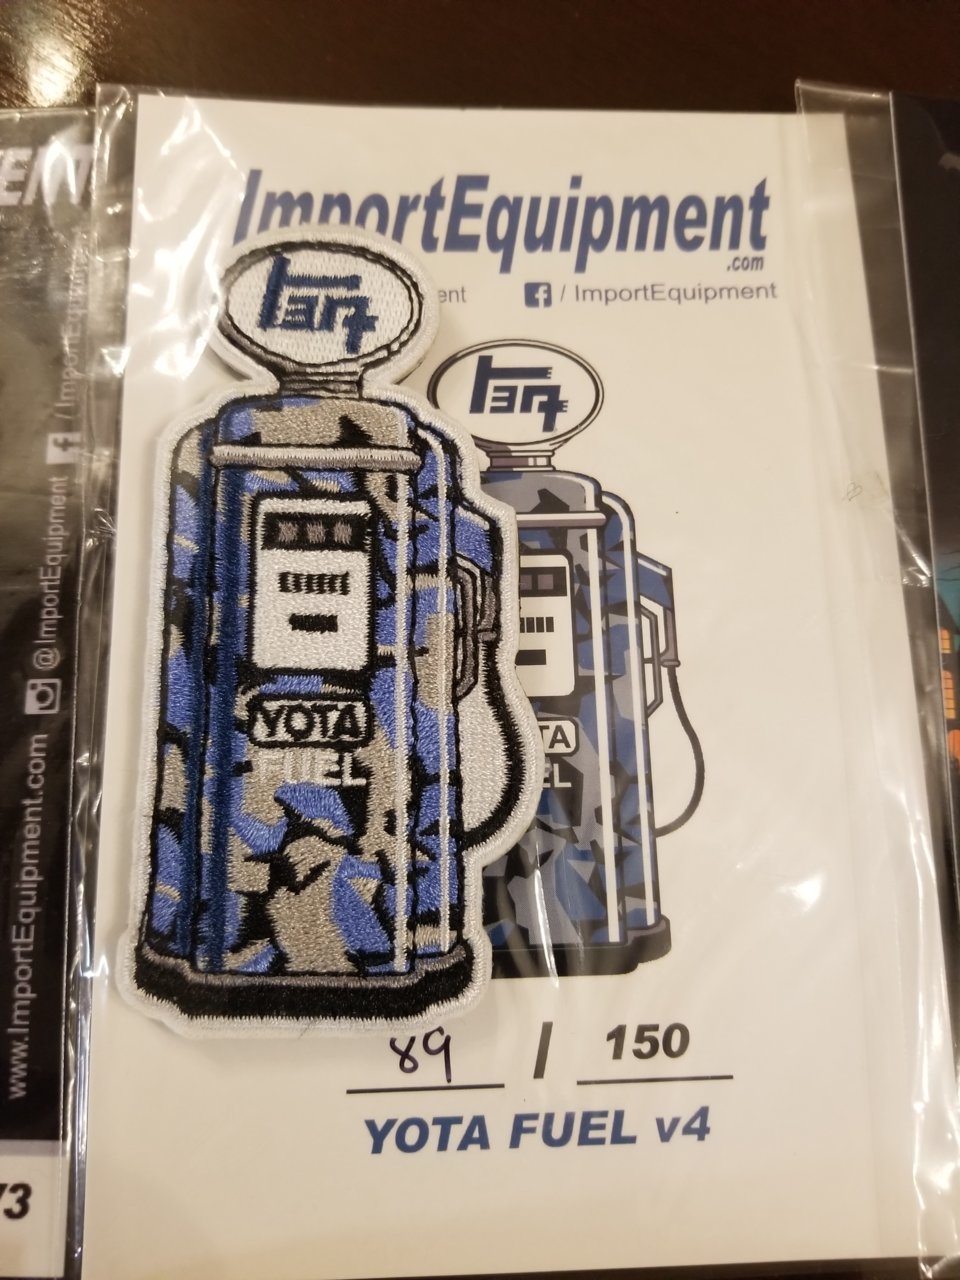 ImportEquipment
.com
ent
/ ImportEquipment
TEQ
TEQ
YOTA
FUEL
TA
EL
89 / 150
YOTA FUEL v4
ENT
www.ImportEquipment.com @ImportEquipment / ImportEquipment
/3